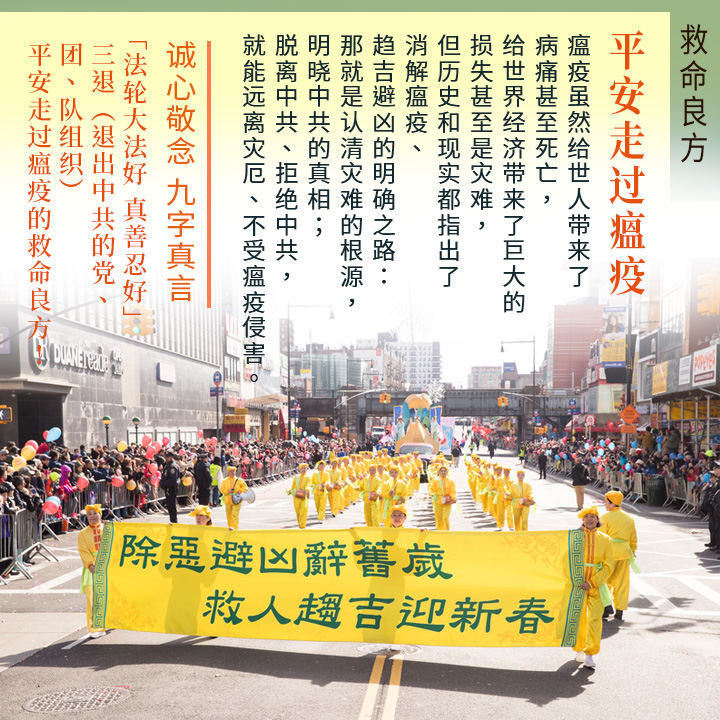 救命良方
平安走过瘟疫
瘟疫虽然给世人带来了
病痛甚至死亡，
给世界经济带来了巨大的
损失甚至是灾难，
但历史和现实都指出了
消解瘟疫、
趋吉避凶的明确之路：
那就是认清灾难的根源，
明晓中共的真相；
脱离中共、拒绝中共，
就能远离灾厄、不受瘟疫侵害。
诚心敬念 九字真言
「法轮大法好 真善忍好」
三退（退出中共的党、
团、队组织）
平安走过瘟疫的救命良方。
DUANEreade
除惡避凶辭舊歲
救人趨吉迎新春